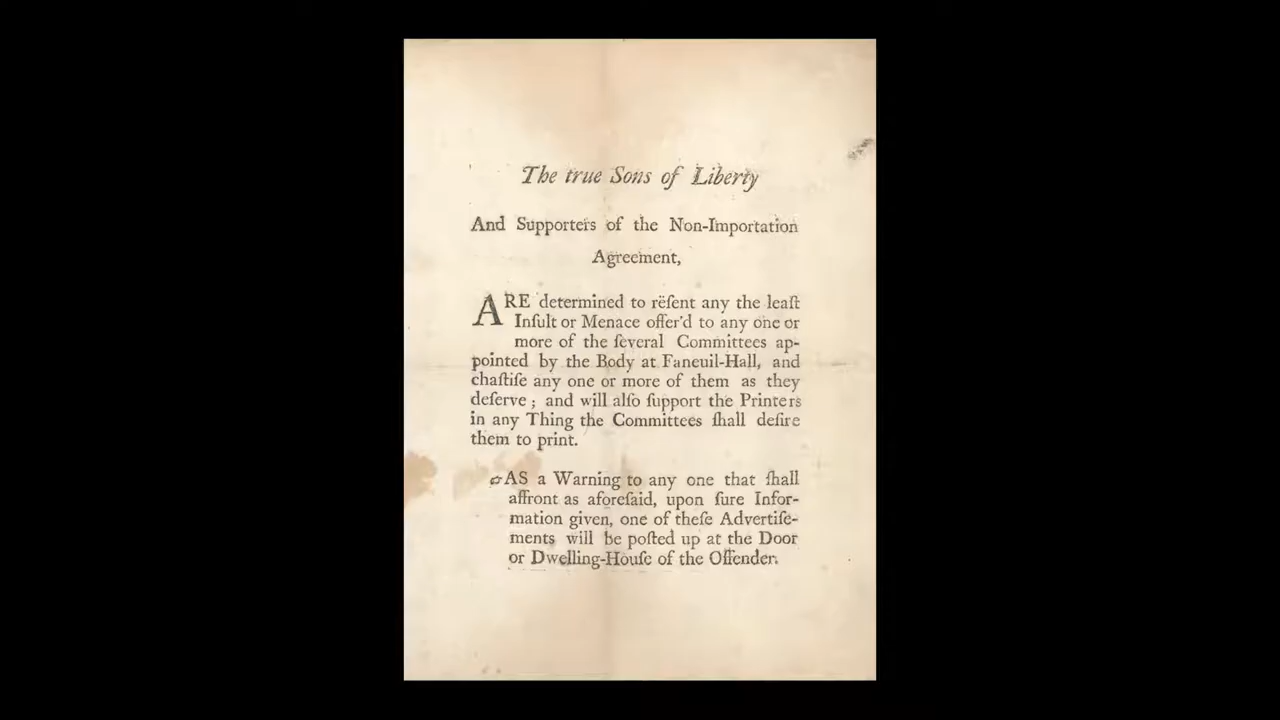 The true Sons of Liberty
And Supporters of the Non-Importation
Agreement,
ARE determined to reſent any the leaſt
Inſult or Menace offer'd to any one or
more of the ſeveral Committees ap-
pointed by the Body at Faneuil-Hall, and
chaſtiſe any one or more of them as they
deſerve ; and will alſo ſupport the Printers
in any Thing the Committees ſhall deſire
them to print.
☞AS a Warning to any one that ſhall
affront as aforeſaid, upon ſure Infor-
mation given, one of theſe Advertiſe-
ments will be poſted up at the Door
or Dwelling-Houſe of the Offender.